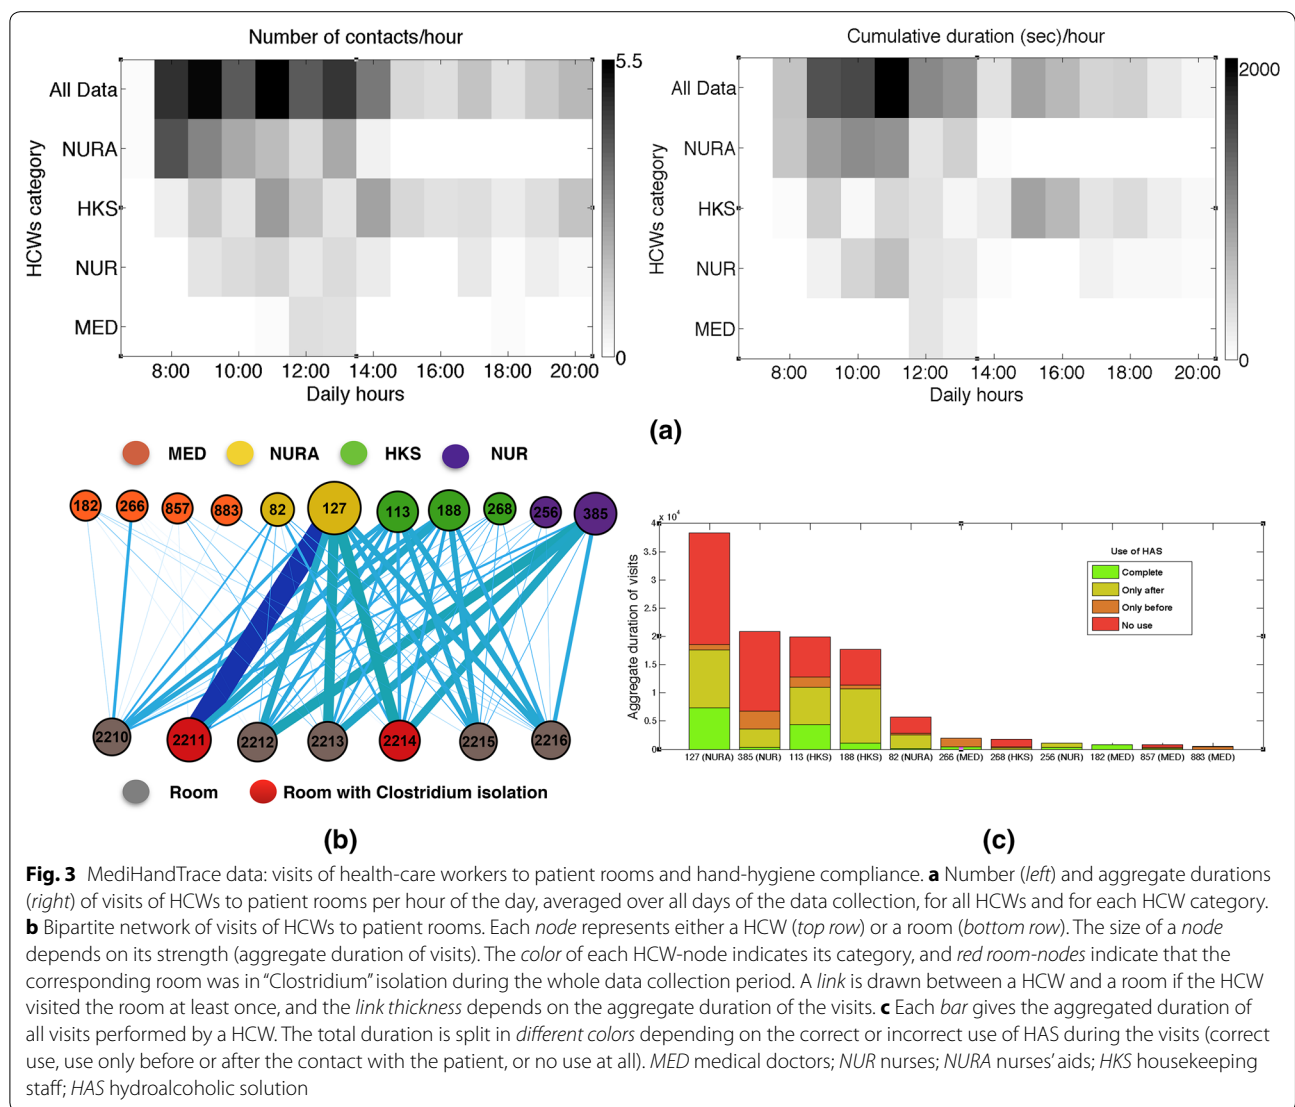 Number of contacts/hour
Cumulative duration (sec)/hour
HCWs category
All Data
NURA
HKS
NUR
MED
5.5
0
8:00 10:00 12:00 14:00 16:00 18:00 20:00
Daily hours
HCWs category
All Data
NURA
HKS
NUR
MED
2000
0
8:00 10:00 12:00 14:00 16:00 18:00 20:00
Daily hours
(a)
MED NURA HKS NUR
182 266 857 883 82 127 113 188 268 256 385
2210 2211 2212 2213 2214 2215 2216
Room Room with Clostridium isolation
(b)
x 10⁴
Aggregate duration of visits
4
3.5
3
2.5
2
1.5
1
0.5
0
Use of HAS
Complete
Only after
Only before
No use
127 (NURA) 385 (NUR) 113 (HKS) 188 (HKS) 82 (NURA) 266 (MED) 268 (HKS) 256 (NUR) 182 (MED) 857 (MED) 883 (MED)
(c)
Fig. 3 MediHandTrace data: visits of health-care workers to patient rooms and hand-hygiene compliance. a Number (left) and aggregate durations
(right) of visits of HCWs to patient rooms per hour of the day, averaged over all days of the data collection, for all HCWs and for each HCW category.
b Bipartite network of visits of HCWs to patient rooms. Each node represents either a HCW (top row) or a room (bottom row). The size of a node
depends on its strength (aggregate duration of visits). The color of each HCW-node indicates its category, and red room-nodes indicate that the
corresponding room was in “Clostridium” isolation during the whole data collection period. A link is drawn between a HCW and a room if the HCW
visited the room at least once, and the link thickness depends on the aggregate duration of the visits. c Each bar gives the aggregated duration of
all visits performed by a HCW. The total duration is split in different colors depending on the correct or incorrect use of HAS during the visits (correct
use, use only before or after the contact with the patient, or no use at all). MED medical doctors; NUR nurses; NURA nurses’ aids; HKS housekeeping
staff; HAS hydroalcoholic solution